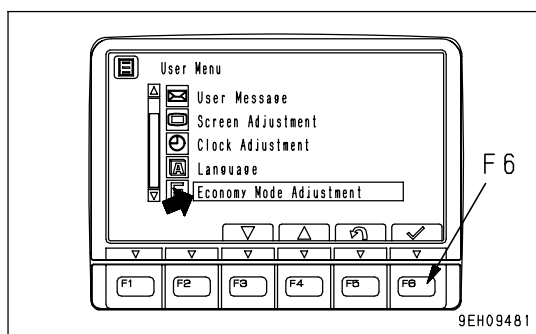 User Menu
User Message
Screen Adjustment
Clock Adjustment
A Language
E Economy Mode Adjustment
F6
F1 F2 F3 F4 F5 F6
9EH09481